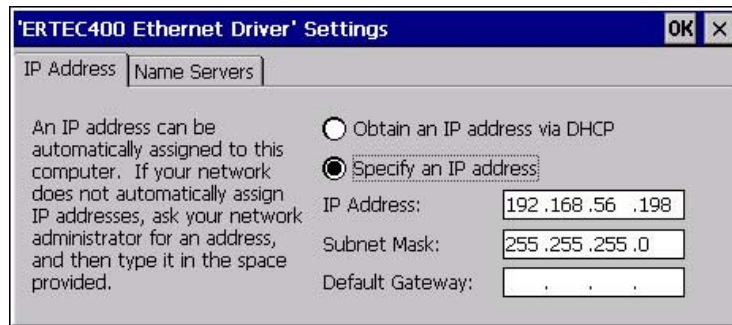 'ERTEC400 Ethernet Driver' Settings OK ×
IP Address Name Servers
An IP address can be
automatically assigned to this
computer. If your network
does not automatically assign
IP addresses, ask your network
administrator for an address,
and then type it in the space
provided.
Obtain an IP address via DHCP
Specify an IP address
IP Address: 192 .168 .56 .198
Subnet Mask: 255 .255 .255 .0
Default Gateway: . . .